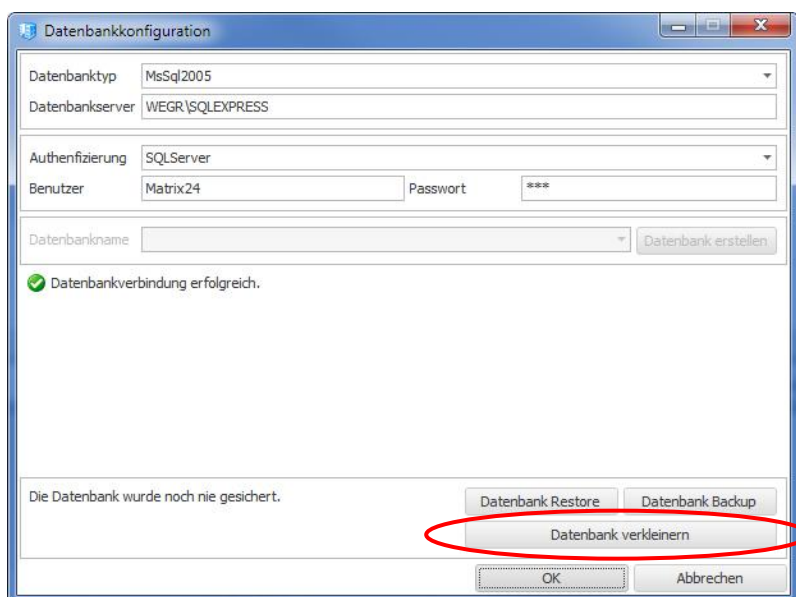 Datenbankkonfiguration
Datenbanktyp MsSql2005
Datenbankserver WEGR\SQLEXPRESS
Authenfizierung SQLServer
Benutzer Matrix24 Passwort ***
Datenbankname Datenbank erstellen
Datenbankverbindung erfolgreich.
Die Datenbank wurde noch nie gesichert. Datenbank Restore Datenbank Backup
Datenbank verkleinern
OK Abbrechen